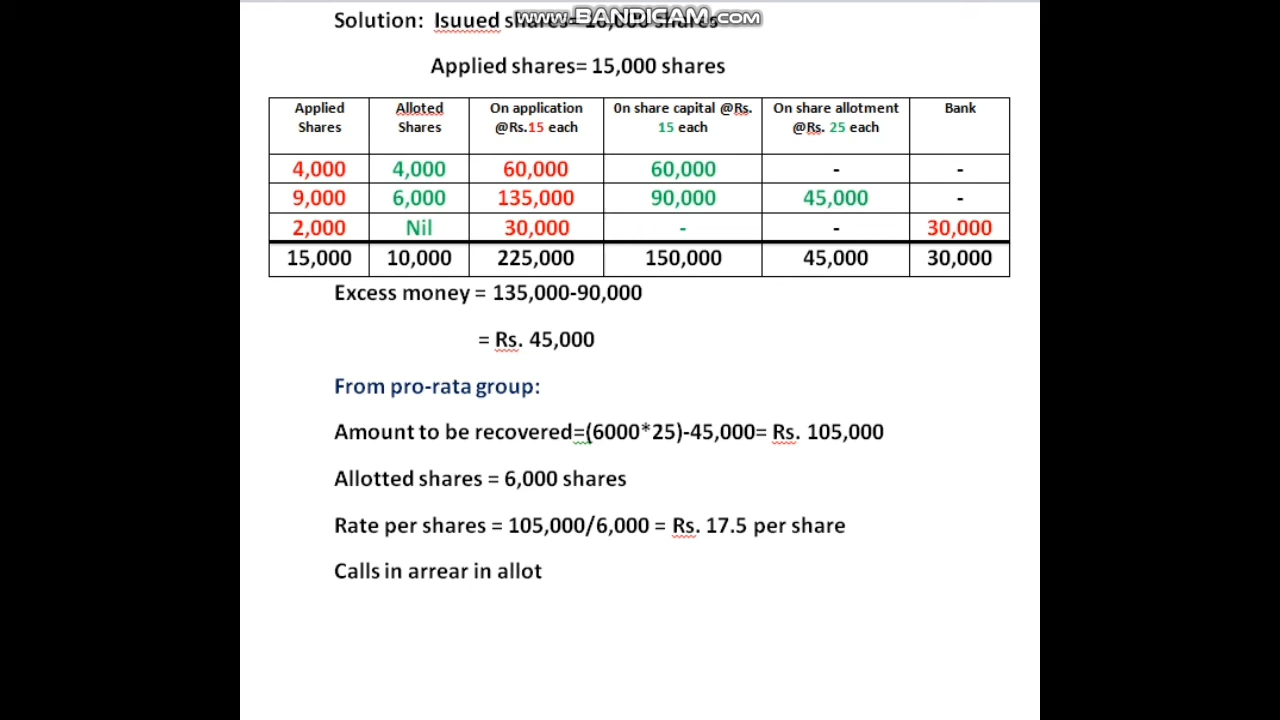 www.BANDICAM.com
Solution: Isuued shares= 10,000 shares
Applied shares= 15,000 shares
Applied Shares Alloted Shares On application @Rs.15 each 0n share capital @Rs. 15 each On share allotment @Rs. 25 each Bank
4,000 4,000 60,000 60,000 - -
9,000 6,000 135,000 90,000 45,000 -
2,000 Nil 30,000 - - 30,000
15,000 10,000 225,000 150,000 45,000 30,000
Excess money = 135,000-90,000
= Rs. 45,000
From pro-rata group:
Amount to be recovered=(6000*25)-45,000= Rs. 105,000
Allotted shares = 6,000 shares
Rate per shares = 105,000/6,000 = Rs. 17.5 per share
Calls in arrear in allot